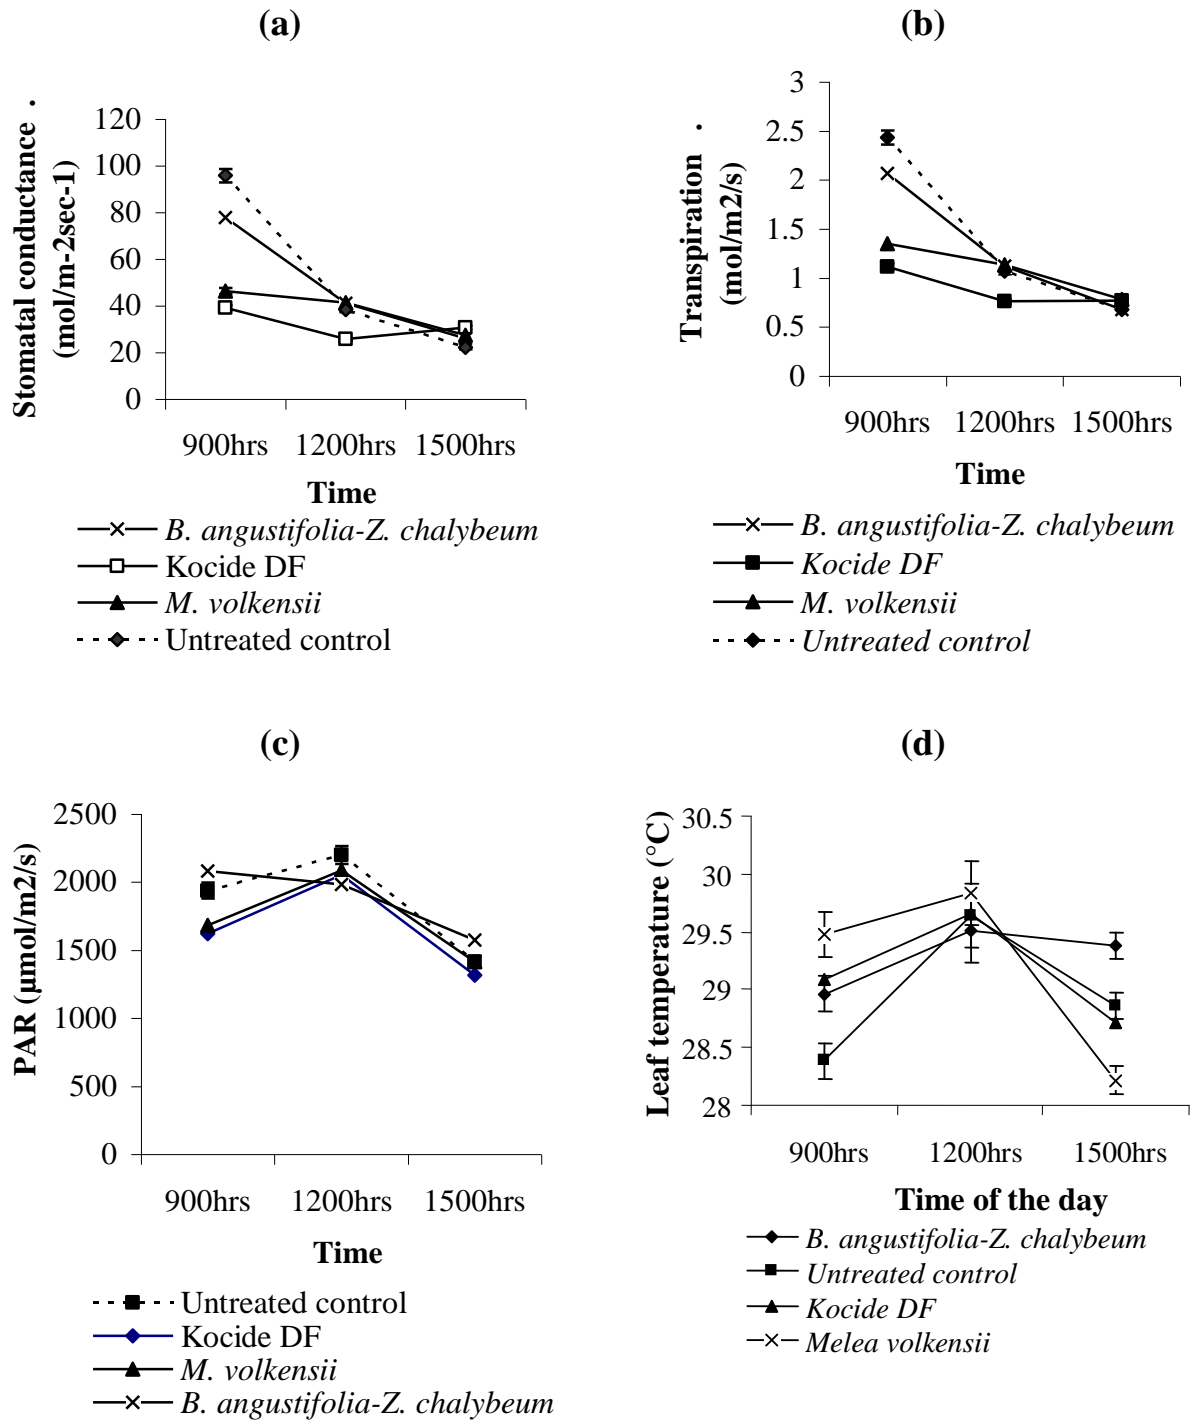 (a)
Stomatal conductance .
(mol/m-2sec-1)
120
100
80
60
40
20
0
900hrs 1200hrs 1500hrs
Time
B. angustifolia-Z. chalybeum
Kocide DF
M. volkensii
Untreated control
(b)
Transpiration .
(mol/m2/s)
3
2.5
2
1.5
1
0.5
0
900hrs 1200hrs 1500hrs
Time
B. angustifolia-Z. chalybeum
Kocide DF
M. volkensii
Untreated control
(c)
PAR (µmol/m2/s)
2500
2000
1500
1000
500
0
900hrs 1200hrs 1500hrs
Time
Untreated control
Kocide DF
M. volkensii
B. angustifolia-Z. chalybeum
(d)
Leaf temperature (°C)
30.5
30
29.5
29
28.5
28
900hrs 1200hrs 1500hrs
Time of the day
B. angustifolia-Z. chalybeum
Untreated control
Kocide DF
Melea volkensii